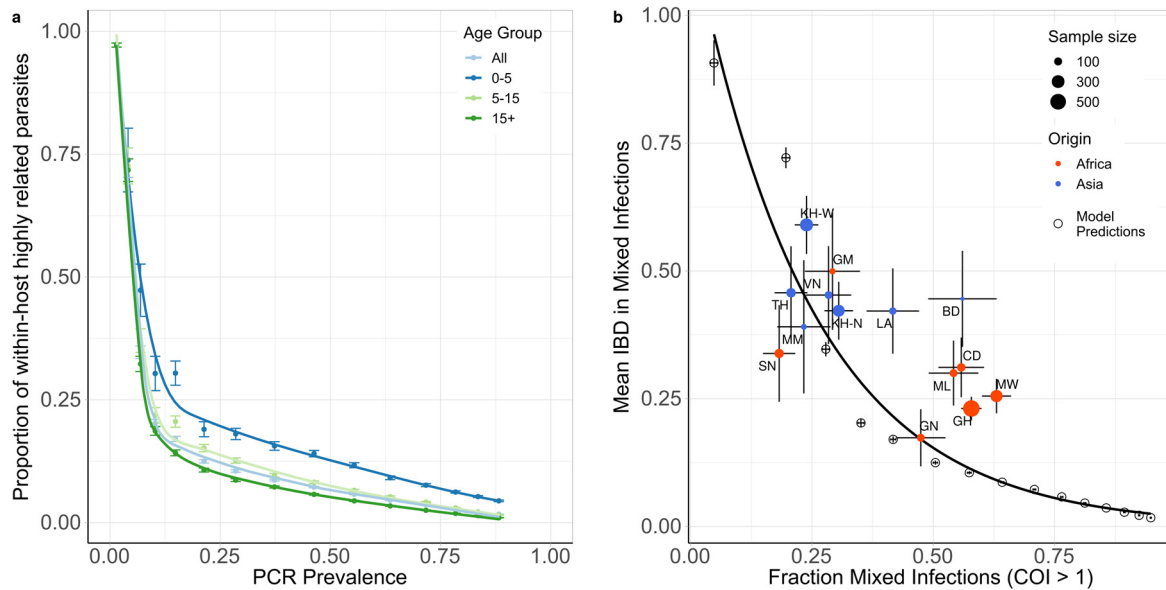 a
Proportion of within-host highly related parasites
1.00
0.75
0.50
0.25
0.00
Age Group
All
0-5
5-15
15+
0.00 0.25 0.50 0.75 1.00
PCR Prevalence
b
Mean IBD in Mixed Infections
1.00
0.75
0.50
0.25
0.00
Sample size
100
300
500
Origin
Africa
Asia
Model
Predictions
KH-W
GM
VN
TH
KH-N
LA
BD
MM
SN
CD
ML
MW
GH
GN
0.00 0.25 0.50 0.75
Fraction Mixed Infections (COI > 1)